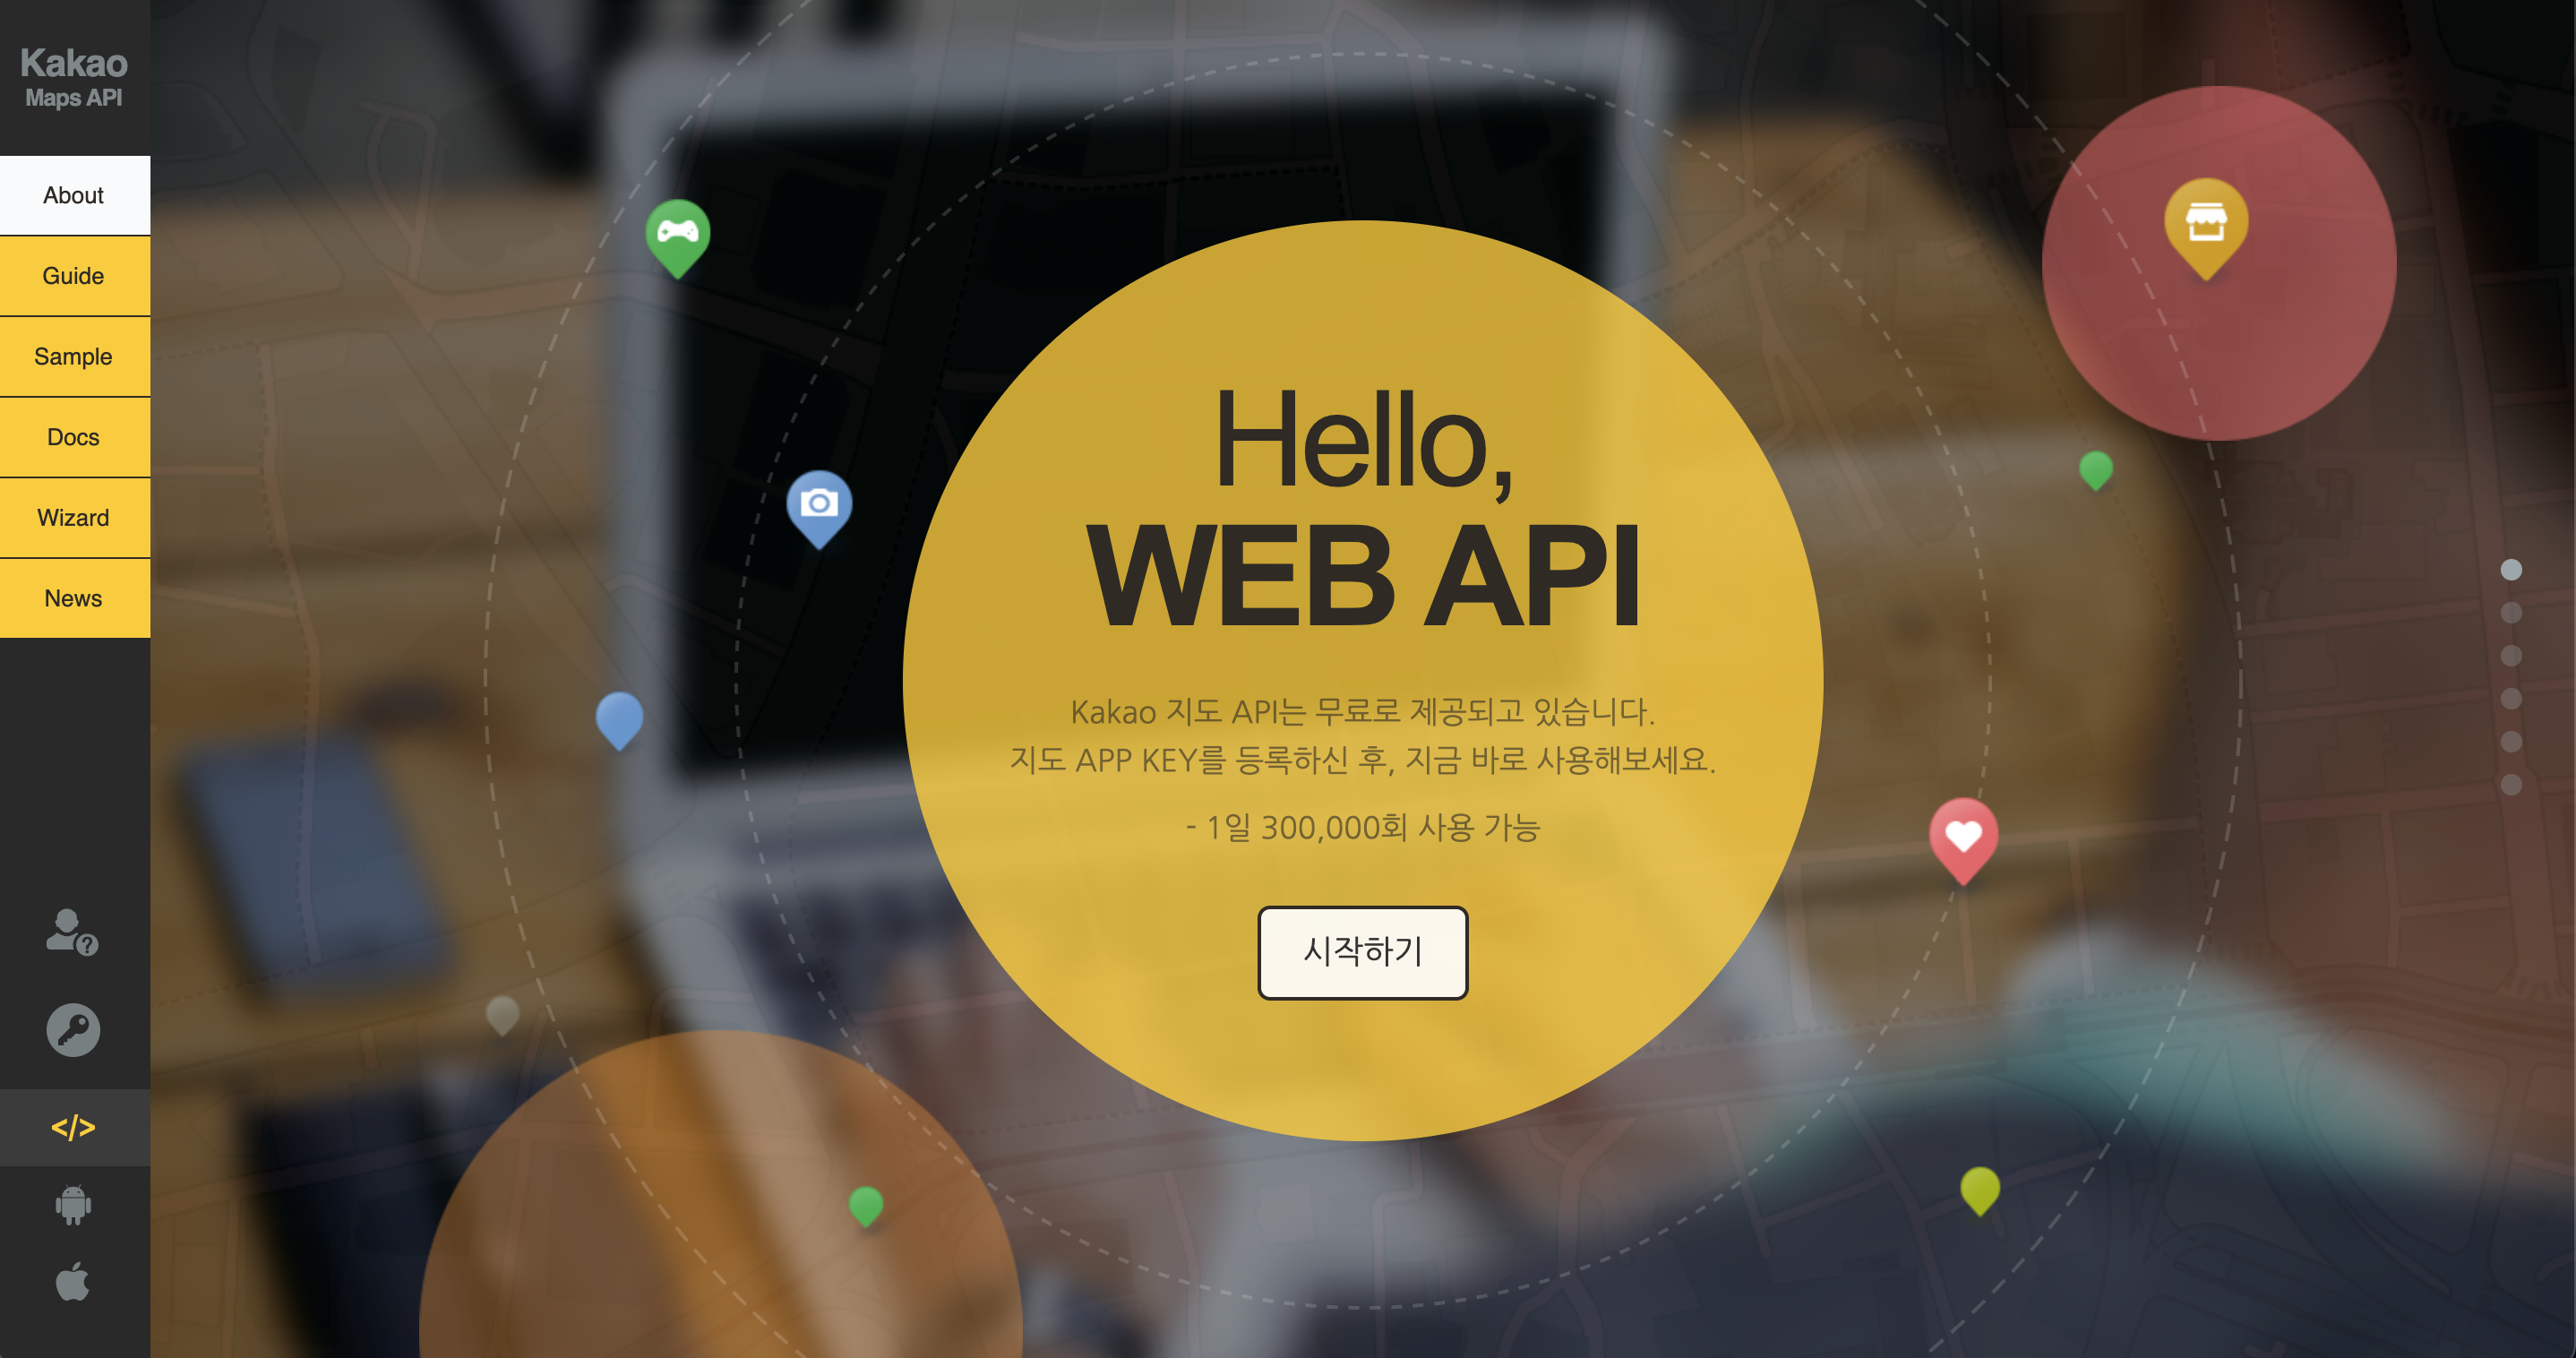 Kakao
Maps API
About
Guide
Sample
Docs
Wizard
News
Hello,
WEB API
Kakao 지도 API는 무료로 제공되고 있습니다.
지도 APP KEY를 등록하신 후, 지금 바로 사용해보세요.
- 1일 300,000회 사용 가능
시작하기
?
</>